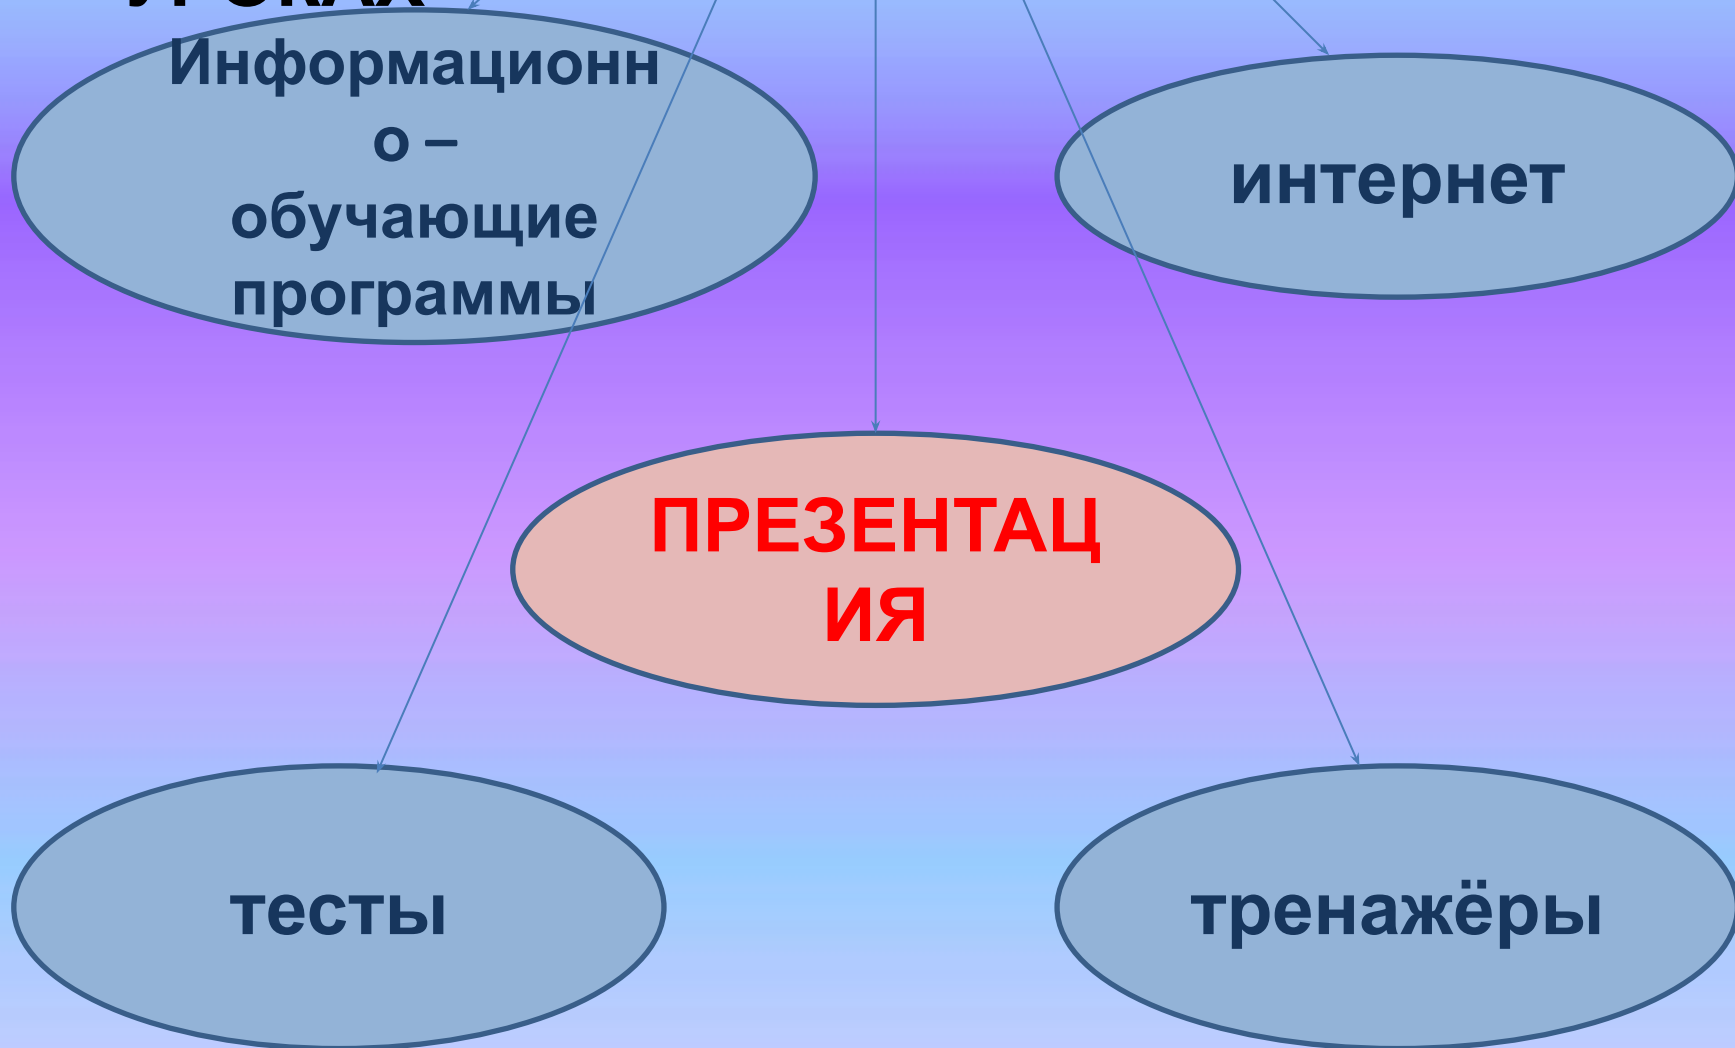 Информационн
о –
обучающие
программы
интернет
ПРЕЗЕНТАЦ
ИЯ
тесты
тренажёры